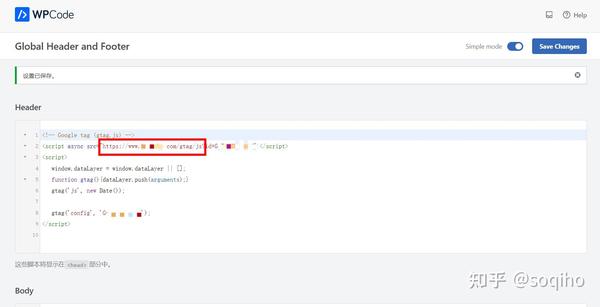 WPCode
Help
Global Header and Footer
Simple mode
Save Changes
设置已保存。
Header
1 <!-- Google tag (gtag.js) -->
2 <script async src="https://www. com/gtag/js?id=G "></script>
3 <script>
4 window.dataLayer = window.dataLayer || [];
5 function gtag(){dataLayer.push(arguments);}
6 gtag('js', new Date());
7
8 gtag('config', 'G- ');
9 </script>
10
这些脚本将显示在 <head> 部分中。
Body
知乎 @soqiho